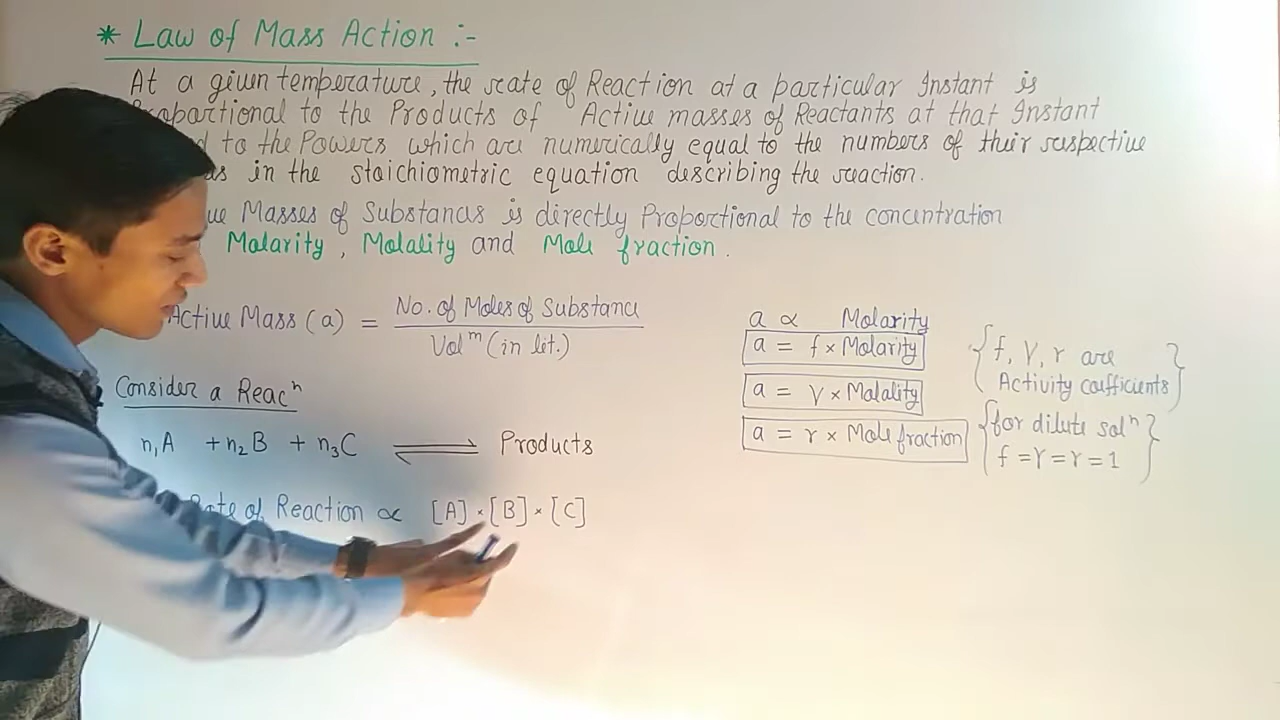 * Law of Mass Action :-
At a given temperature, the rate of Reaction at a particular Instant is
opartional to the Products of Active masses of Reactants at that Instant
d to the Powers which are numerically equal to the numbers of their respective
in the stoichiometric equation describing the reaction.
Masses of Substances is directly Proportional to the concentration
Molarity, Molality and Mole fraction.
Active Mass (a) = No. of Moles of Substance
Volᵐ (in lit.)
a ∝ Molarity
a = f × Molarity
a = γ × Molality
a = r × Mole fraction
{f, γ, r are
Activity coefficients}
{for dilute solⁿ
f = γ = r = 1}
Consider a Reacⁿ
n₁A + n₂B + n₃C ⇌ Products
Rate of Reaction ∝ [A] × [B] × [C]